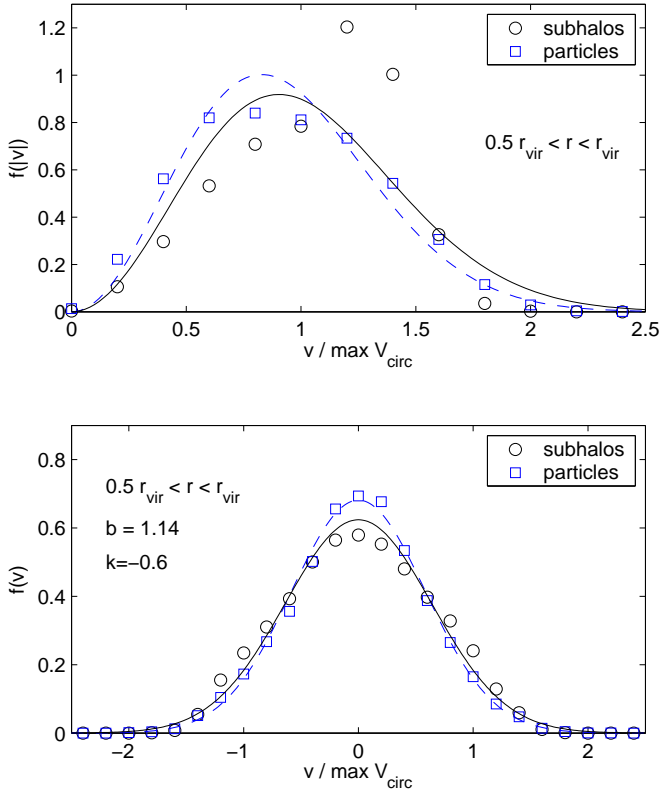 1.2
1
0.8
0.6
0.4
0.2
0
f(|v|)
subhalos
particles
0.5 r_vir < r < r_vir
0 0.5 1 1.5 2 2.5
v / max V_circ
0.8
0.6
0.4
0.2
0
f(v)
subhalos
particles
0.5 r_vir < r < r_vir
b = 1.14
k=−0.6
−2 −1 0 1 2
v / max V_circ